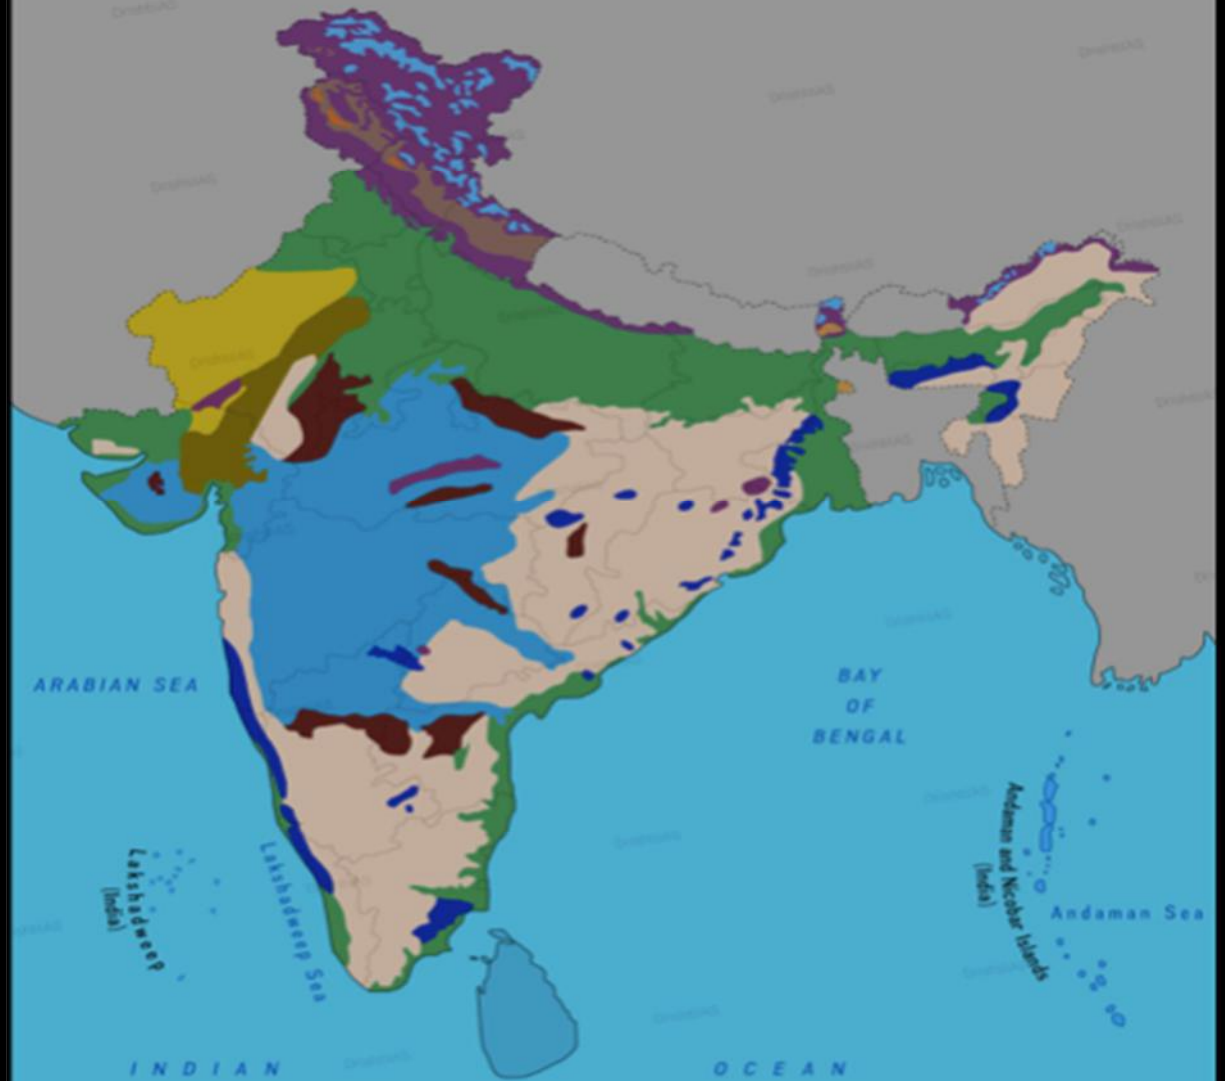 ARABIAN SEA
BAY
OF
BENGAL
Lakshadweep
(India)
Lakshadweep Sea
Andaman and Nicobar Islands
(India)
Andaman Sea
INDIAN OCEAN